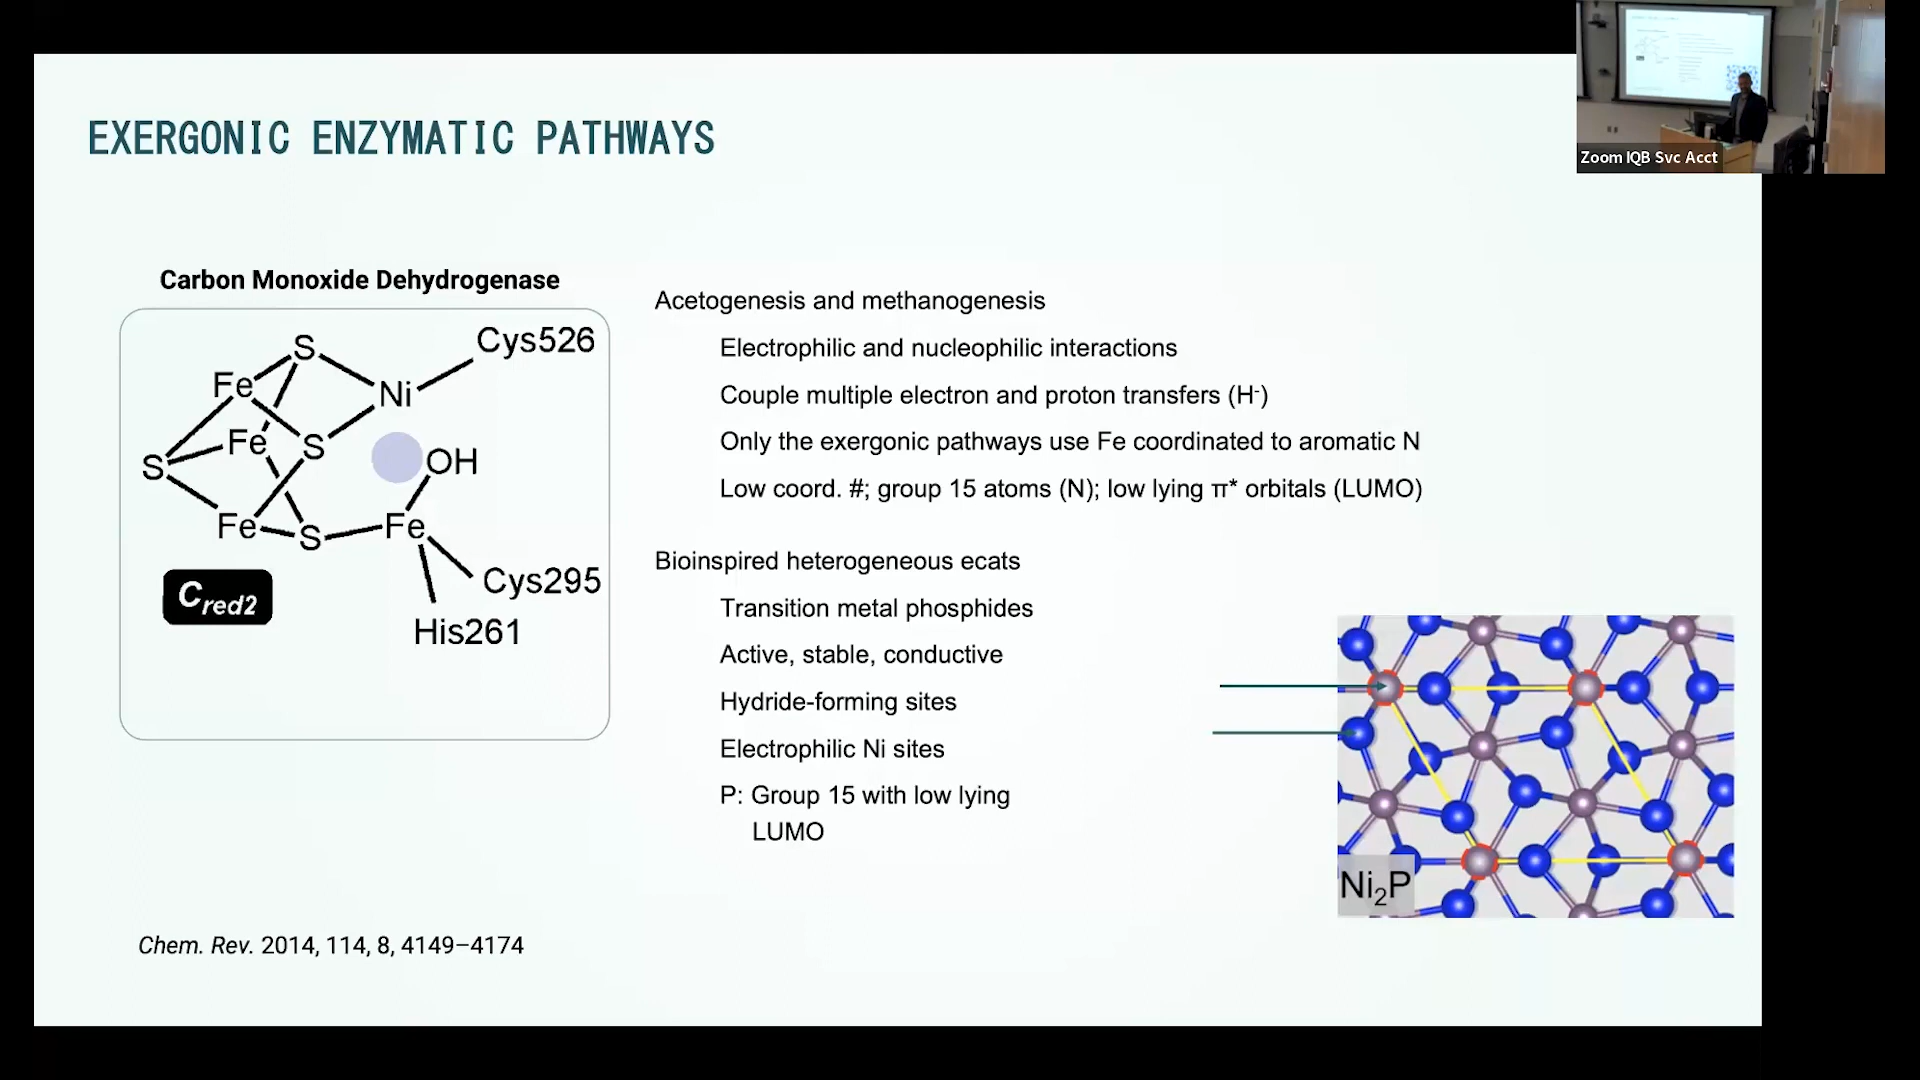 EXERGONIC ENZYMATIC PATHWAYS
Zoom IQB Svc Acct
Carbon Monoxide Dehydrogenase
S
Cys526
Fe
Ni
Fe
S
OH
S
Fe
S
Fe
Cys295
C_red2
His261
Acetogenesis and methanogenesis
Electrophilic and nucleophilic interactions
Couple multiple electron and proton transfers (H⁻)
Only the exergonic pathways use Fe coordinated to aromatic N
Low coord. #; group 15 atoms (N); low lying π* orbitals (LUMO)
Bioinspired heterogeneous ecats
Transition metal phosphides
Active, stable, conductive
Hydride-forming sites
Electrophilic Ni sites
P: Group 15 with low lying
LUMO
Ni₂P
Chem. Rev. 2014, 114, 8, 4149–4174